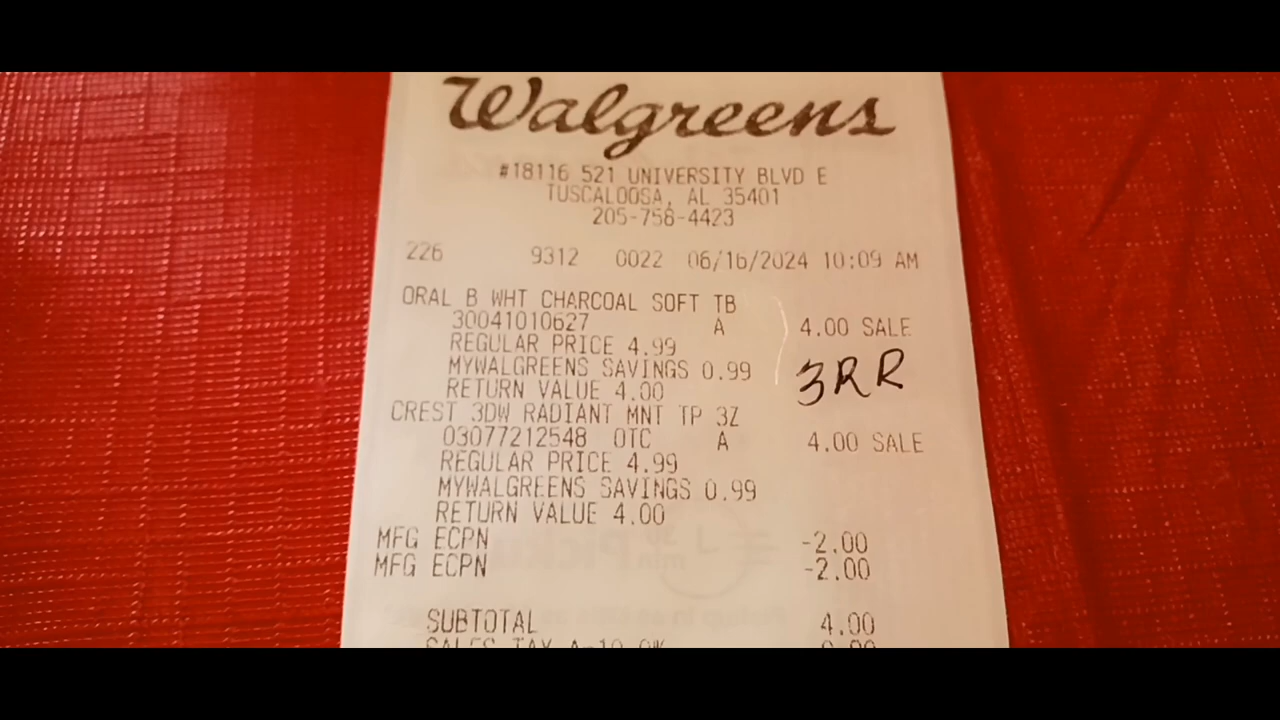 Walgreens
#18116 521 UNIVERSITY BLVD E
TUSCALOOSA, AL 35401
205-758-4423
226 9312 0022 06/16/2024 10:09 AM
ORAL B WHT CHARCOAL SOFT TB
30041010627 A 4.00 SALE
REGULAR PRICE 4.99
MYWALGREENS SAVINGS 0.99
3RR
RETURN VALUE 4.00
CREST 3DW RADIANT MNT TP 3Z
03077212548 OTC A 4.00 SALE
REGULAR PRICE 4.99
MYWALGREENS SAVINGS 0.99
RETURN VALUE 4.00
MFG ECPN -2.00
MFG ECPN -2.00
SUBTOTAL 4.00
SALES TAX A=10.0%